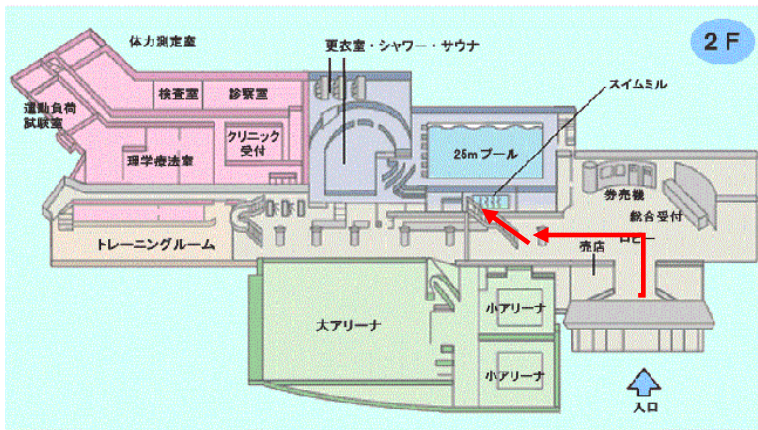 2F
体力測定室
更衣室・シャワー・サウナ
スイムミル
検査室
診察室
運動負荷
試験室
クリニック
受付
理学療法室
25mプール
券売機
総合受付
ロビー
トレーニングルーム
売店
大アリーナ
小アリーナ
小アリーナ
入口